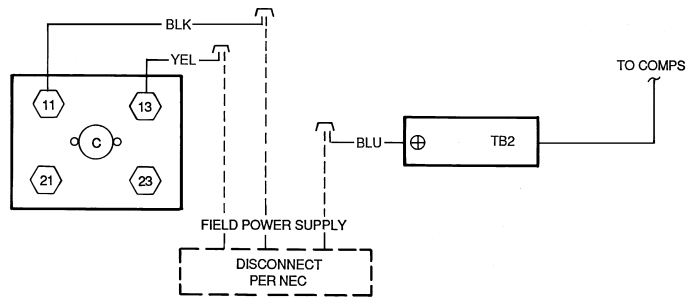 BLK
YEL
TO COMPS
11
13
C
BLU
TB2
21
23
FIELD POWER SUPPLY
DISCONNECT
PER NEC